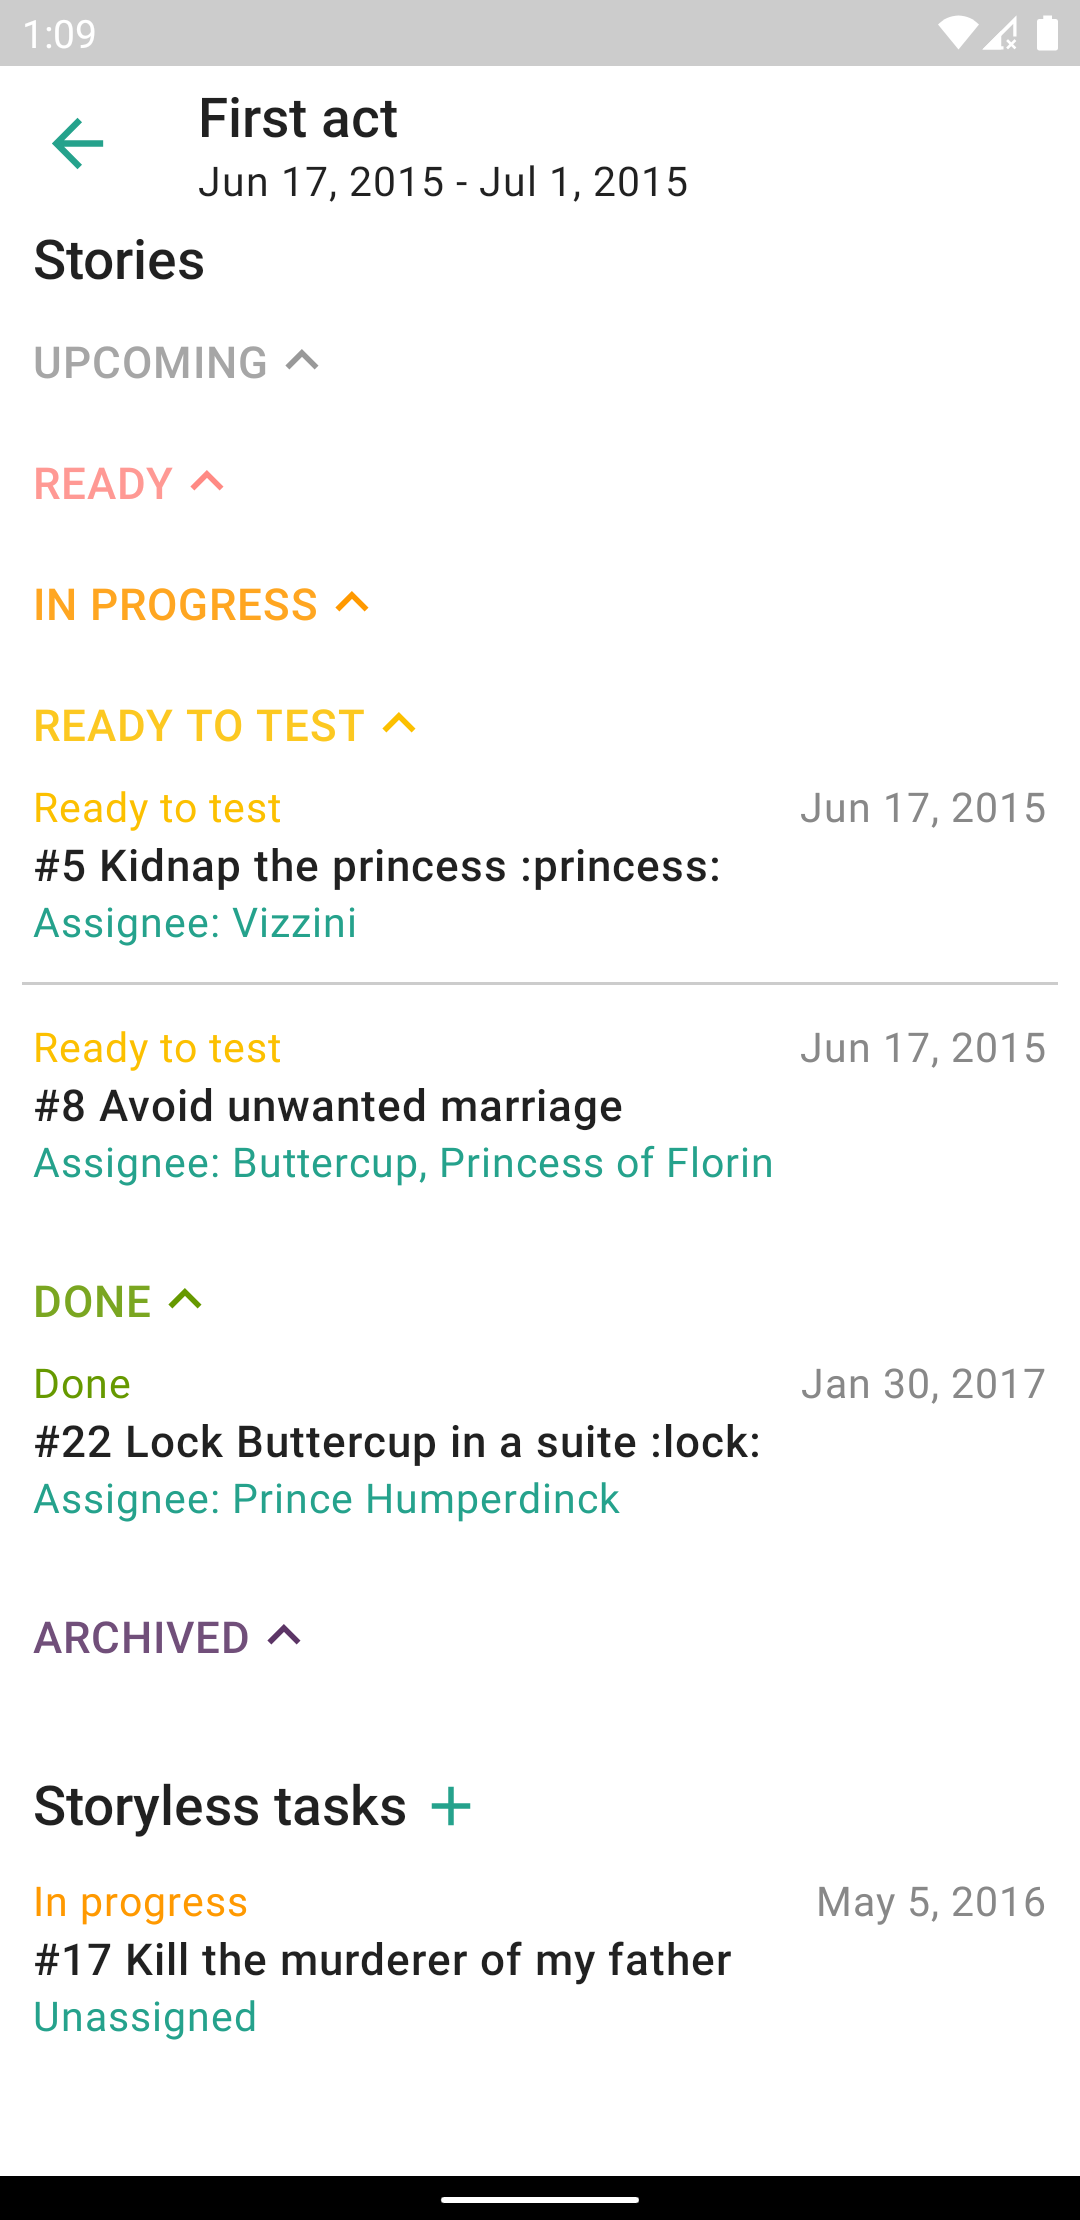 1:09
First act
Jun 17, 2015 - Jul 1, 2015
Stories
UPCOMING
READY
IN PROGRESS
READY TO TEST
Ready to test Jun 17, 2015
#5 Kidnap the princess :princess:
Assignee: Vizzini
Ready to test Jun 17, 2015
#8 Avoid unwanted marriage
Assignee: Buttercup, Princess of Florin
DONE
Done Jan 30, 2017
#22 Lock Buttercup in a suite :lock:
Assignee: Prince Humperdinck
ARCHIVED
Storyless tasks
In progress May 5, 2016
#17 Kill the murderer of my father
Unassigned